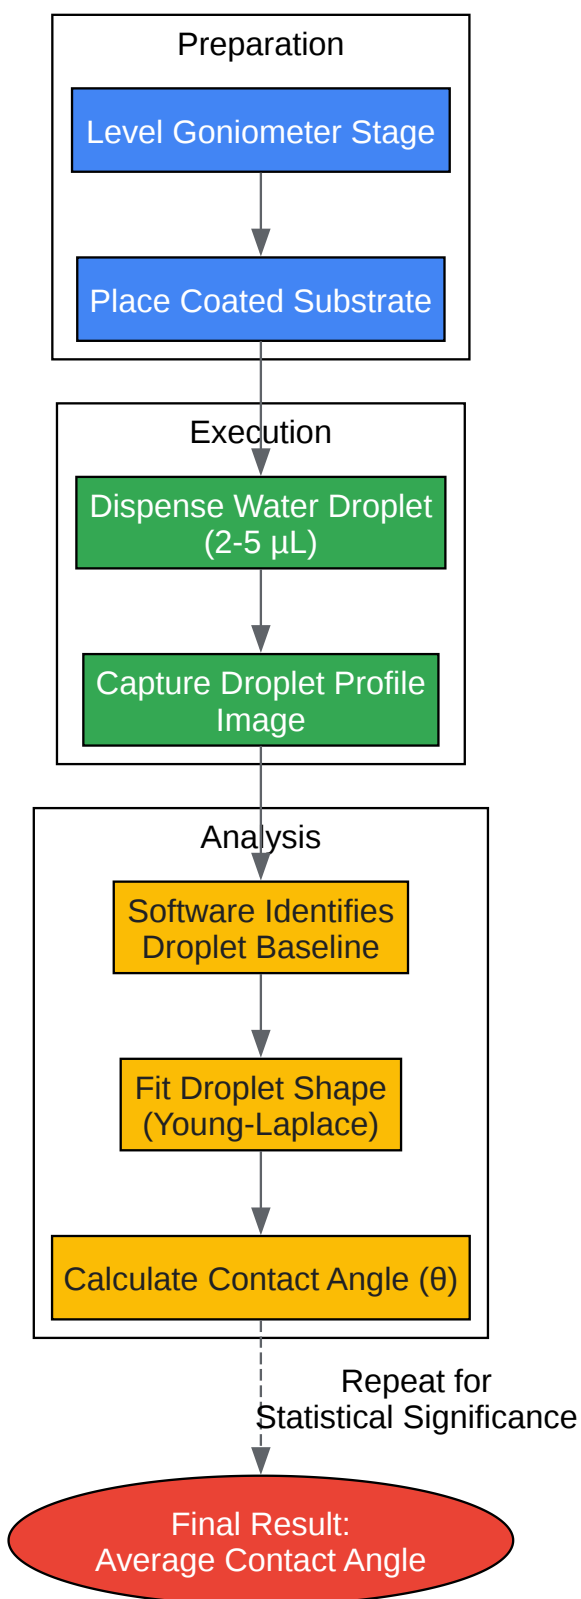 Preparation
Level Goniometer Stage
Place Coated Substrate
Execution
Dispense Water Droplet
(2-5 µL)
Capture Droplet Profile
Image
Analysis
Software Identifies
Droplet Baseline
Fit Droplet Shape
(Young-Laplace)
Calculate Contact Angle (θ)
Repeat for
Statistical Significance
Final Result:
Average Contact Angle